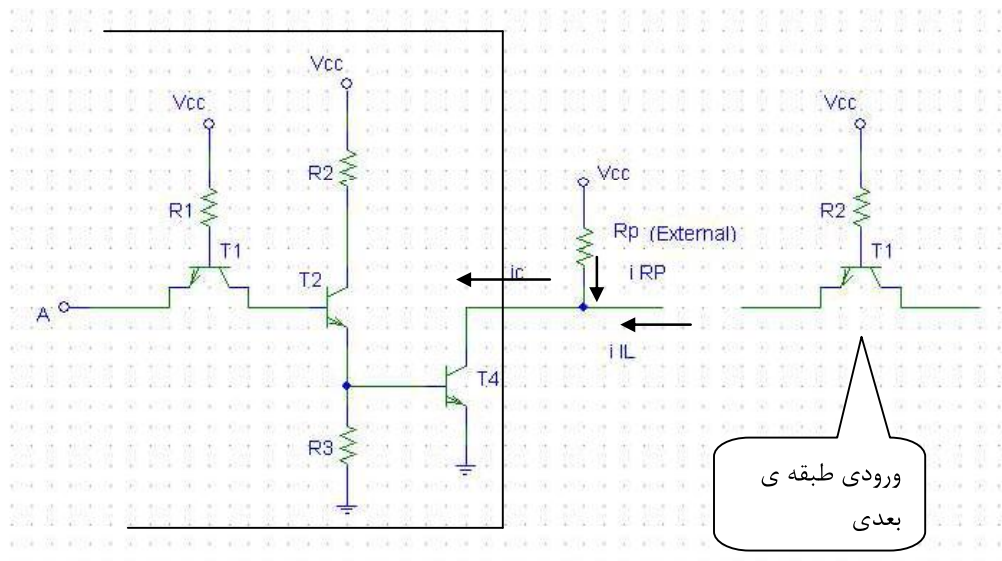 Vcc
Vcc
Vcc
Vcc
R2
R1
R2
Rp (External)
T1
T1
T2
ic
i RP
A
i IL
T4
R3
ورودی طبقه ی
بعدی